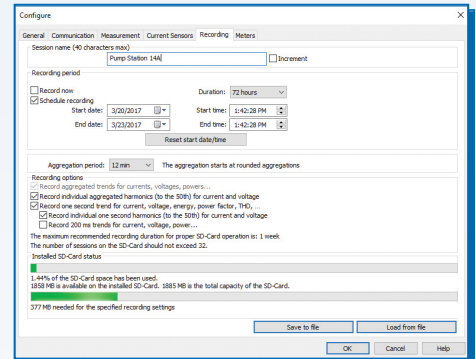 Configure
General Communication Measurement Current Sensors Recording Meters
Session name (40 characters max)
Pump Station 14A Increment
Recording period
Record now Duration: 72 hours
Schedule recording
Start date: 3/20/2017 Start time: 1:42:28 PM
End date: 3/23/2017 End time: 1:42:28 PM
Reset start date/time
Aggregation period: 12 min The aggregation starts at rounded aggregations
Recording options
Record aggregated trends for currents, voltages, powers...
Record individual aggregated harmonics (to the 50th) for current and voltage
Record one second trend for current, voltage, energy, power factor, THD, ...
Record individual one second harmonics (to the 50th) for current and voltage
Record 200 ms trends for current, voltage, power...
The maximum recommended recording duration for proper SD-Card operation is: 1 week
The number of sessions on the SD-Card should not exceed 32.
Installed SD-Card status
1.44% of the SD-Card space has been used.
1858 MB is available on the installed SD-Card. 1885 MB is the total capacity of the SD-Card.
377 MB needed for the specified recording settings
Save to file Load from file
OK Cancel Help